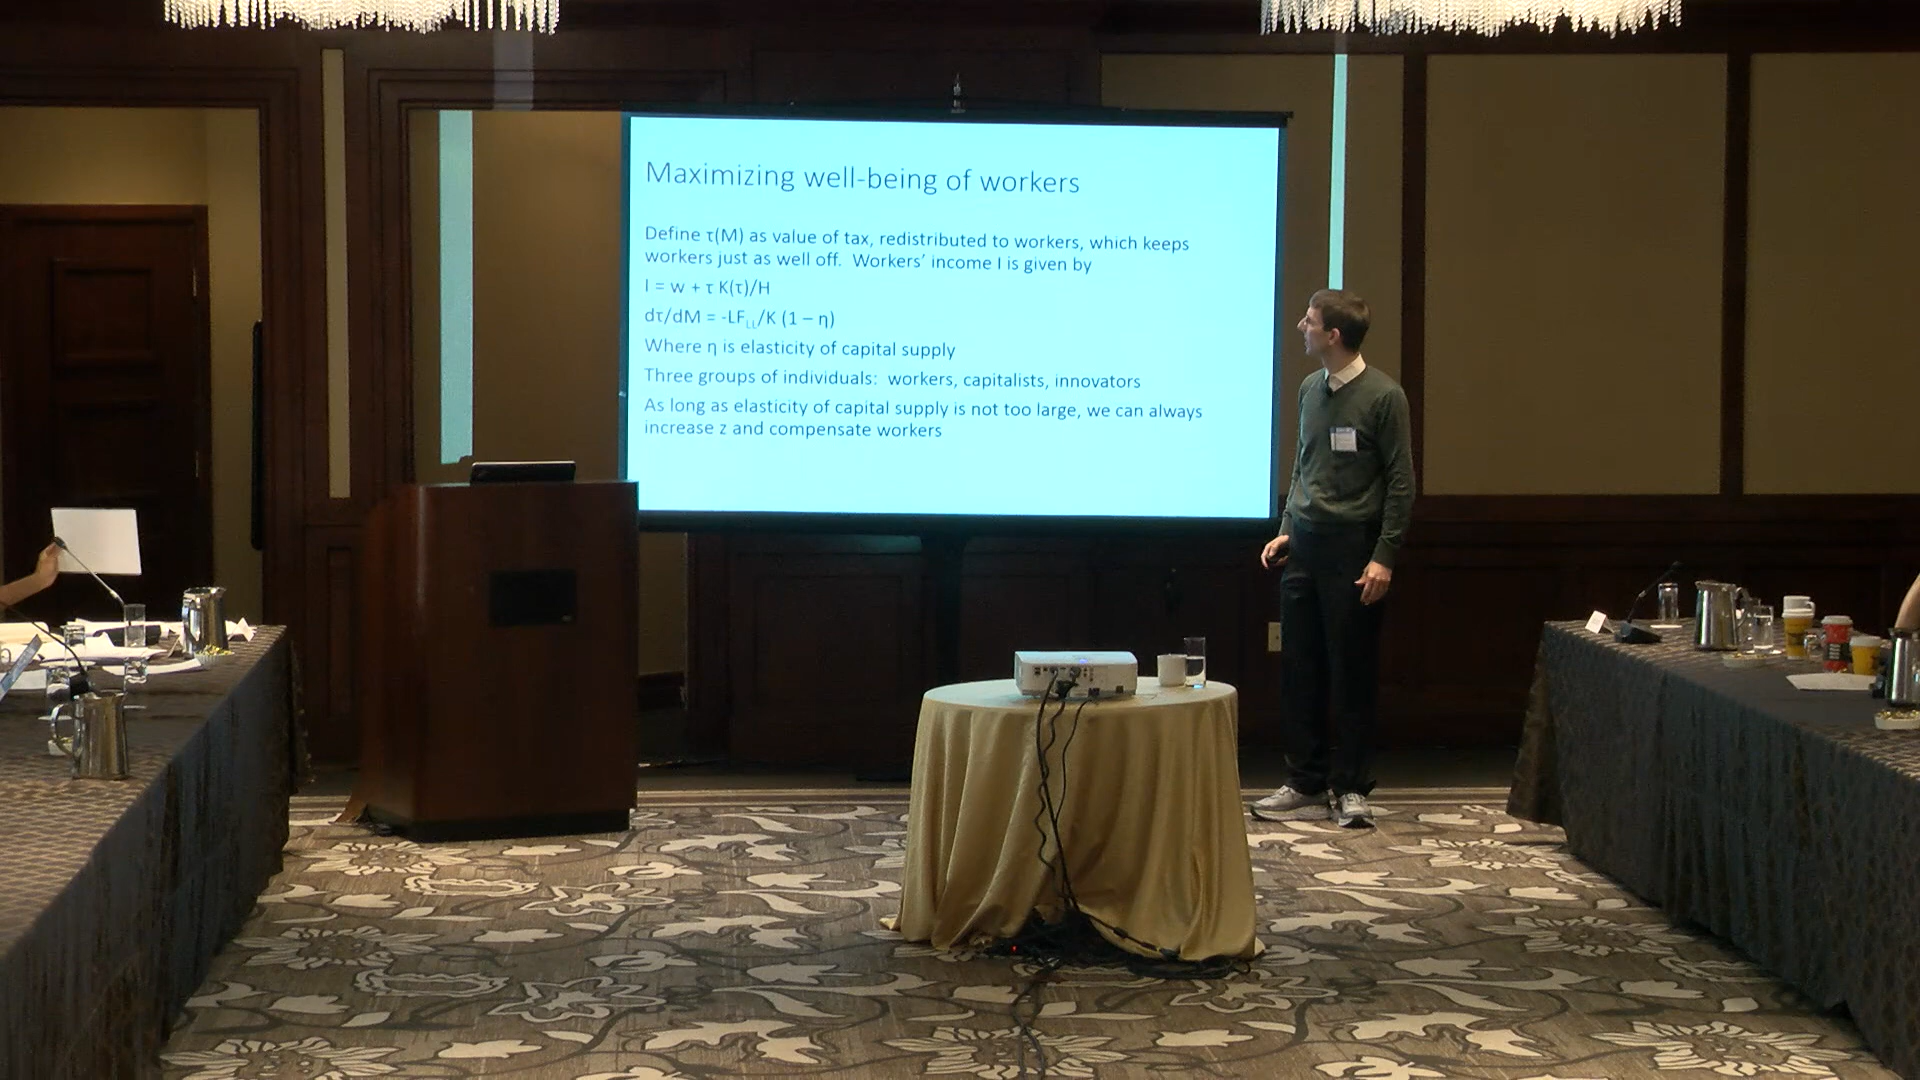 Maximizing well-being of workers
Define τ(M) as value of tax, redistributed to workers, which keeps
workers just as well off. Workers’ income I is given by
I = w + τ K(τ)/H
dτ/dM = -LF_LL/K (1 – η)
Where η is elasticity of capital supply
Three groups of individuals: workers, capitalists, innovators
As long as elasticity of capital supply is not too large, we can always
increase z and compensate workers